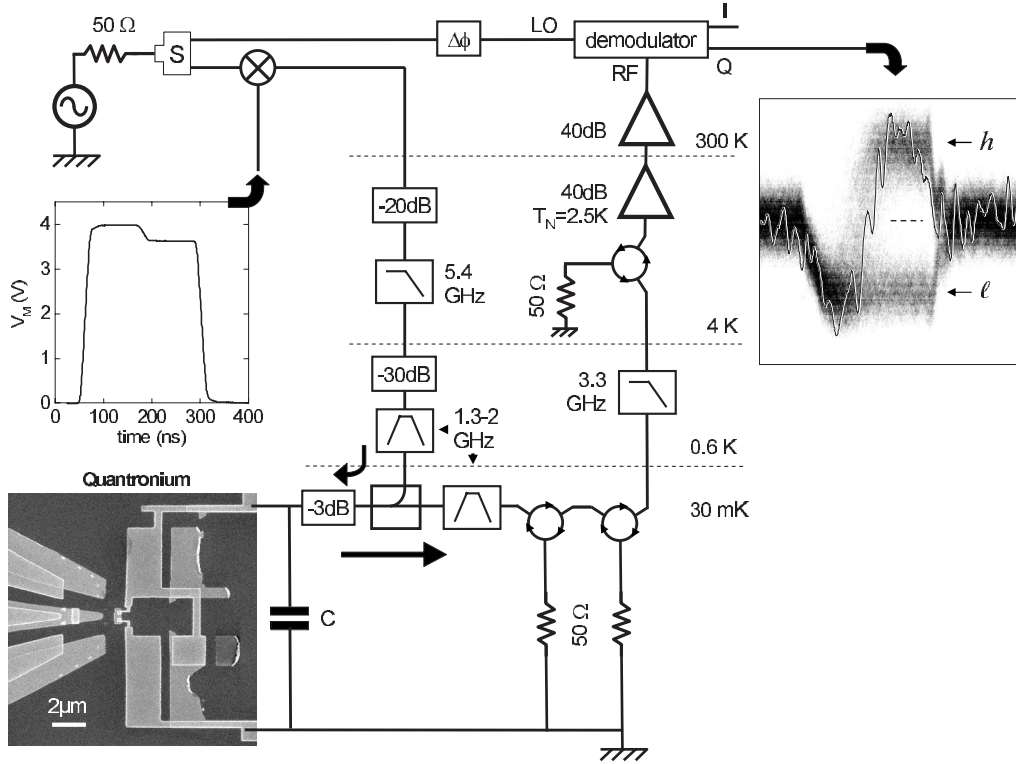 50 Ω
S
Δϕ
LO
demodulator
I
Q
RF
40dB
300 K
h
ℓ
-20dB
40dB
T_N=2.5K
5.4
GHz
50 Ω
4 K
V_M (V)
4
3
2
1
0
0 100 200 300 400
time (ns)
-30dB
3.3
GHz
1.3-2
GHz
0.6 K
Quantronium
-3dB
30 mK
C
50 Ω
2µm